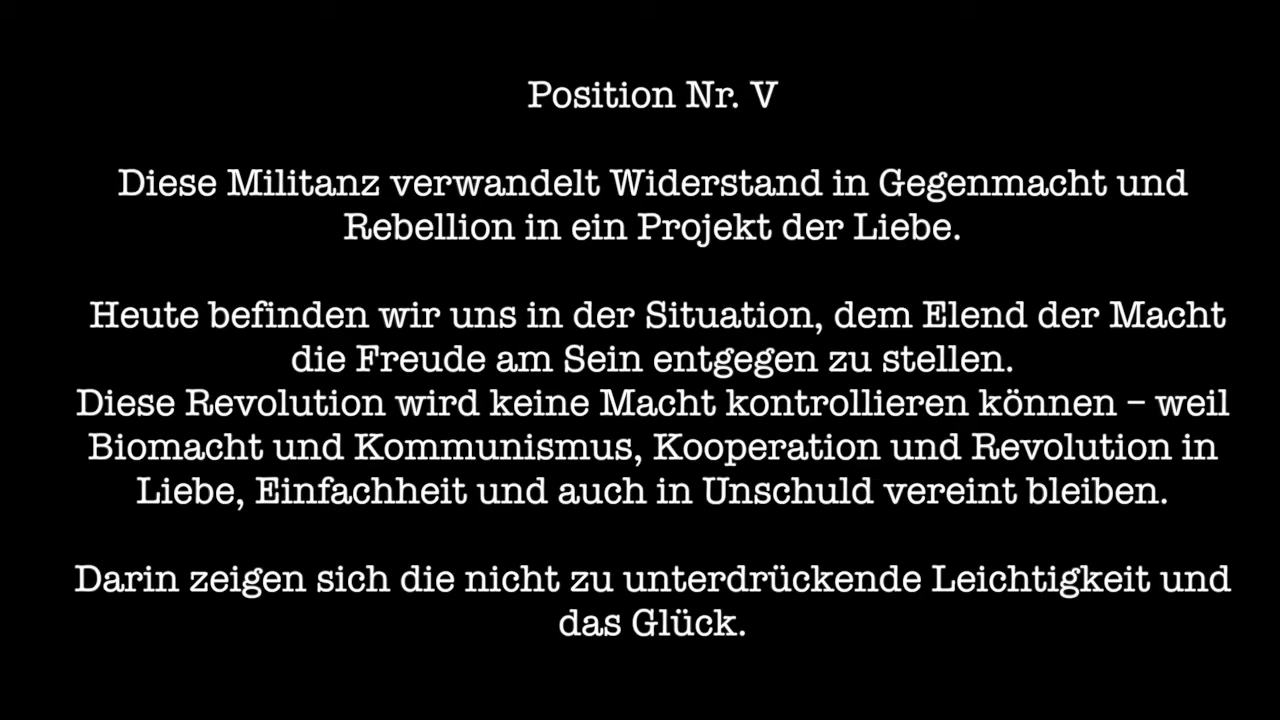 Position Nr. V
Diese Militanz verwandelt Widerstand in Gegenmacht und
Rebellion in ein Projekt der Liebe.
Heute befinden wir uns in der Situation, dem Elend der Macht
die Freude am Sein entgegen zu stellen.
Diese Revolution wird keine Macht kontrollieren können – weil
Biomacht und Kommunismus, Kooperation und Revolution in
Liebe, Einfachheit und auch in Unschuld vereint bleiben.
Darin zeigen sich die nicht zu unterdrückende Leichtigkeit und
das Glück.